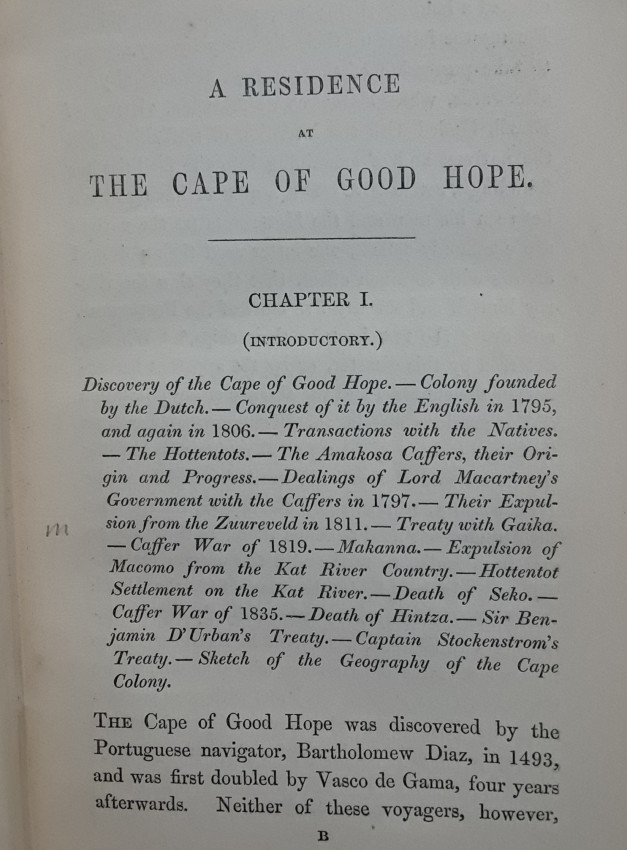 A RESIDENCE
AT
THE CAPE OF GOOD HOPE.
CHAPTER I.
(INTRODUCTORY.)
Discovery of the Cape of Good Hope. — Colony founded
by the Dutch. — Conquest of it by the English in 1795,
and again in 1806. — Transactions with the Natives.
— The Hottentots. — The Amakosa Caffers, their Ori-
gin and Progress. — Dealings of Lord Macartney's
Government with the Caffers in 1797. — Their Expul-
sion from the Zuureveld in 1811. — Treaty with Gaika.
m
— Caffer War of 1819. — Makanna. — Expulsion of
Macomo from the Kat River Country. — Hottentot
Settlement on the Kat River. — Death of Seko. —
Caffer War of 1835. — Death of Hintza. — Sir Ben-
jamin D'Urban's Treaty. — Captain Stockenstrom's
Treaty. — Sketch of the Geography of the Cape
Colony.
THE Cape of Good Hope was discovered by the
Portuguese navigator, Bartholomew Diaz, in 1493,
and was first doubled by Vasco de Gama, four years
afterwards. Neither of these voyagers, however,
B